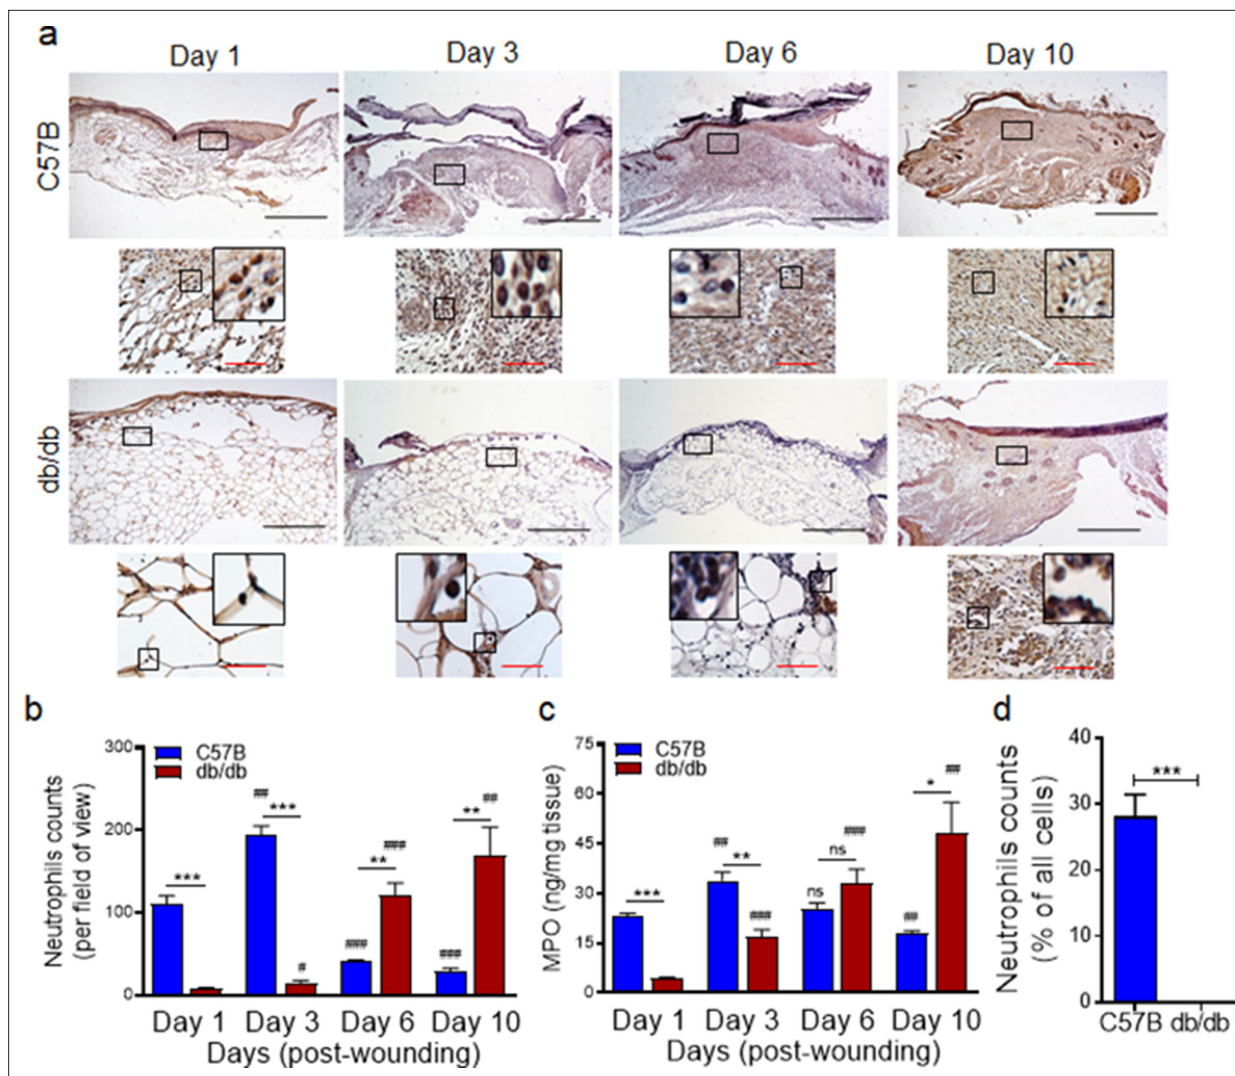 a
Day 1 Day 3 Day 6 Day 10
C57B
db/db
b
Neutrophils counts
(per field of view)
300
200
100
0
C57B
db/db
***
##
***
#
###
**
###
###
**
##
Day 1 Day 3 Day 6 Day 10
Days (post-wounding)
c
MPO (ng/mg tissue)
75
60
45
30
15
0
C57B
db/db
***
##
**
###
ns
ns
###
##
*
##
Day 1 Day 3 Day 6 Day 10
Days (post-wounding)
d
Neutrophils counts
(% of all cells)
40
30
20
10
0
***
C57B db/db